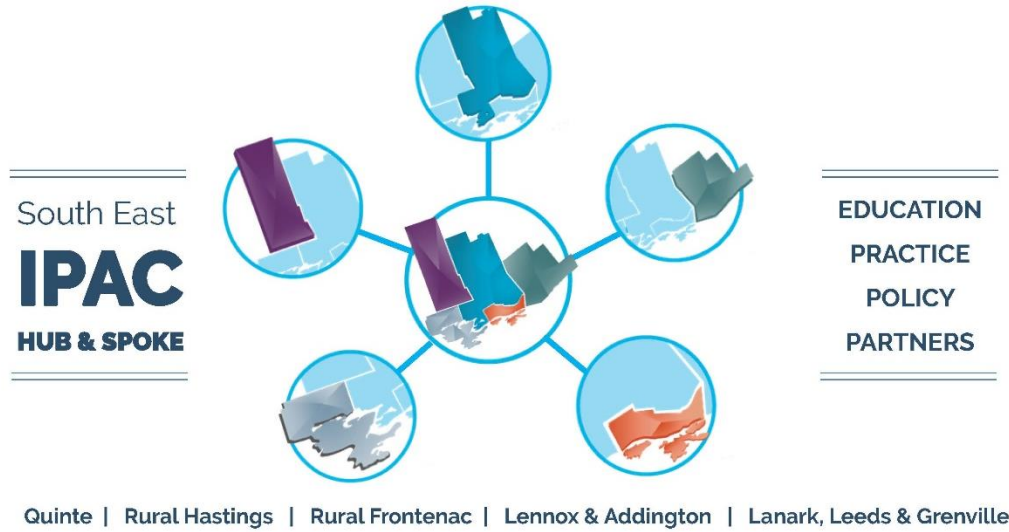 South East
IPAC
HUB & SPOKE
EDUCATION
PRACTICE
POLICY
PARTNERS
Quinte | Rural Hastings | Rural Frontenac | Lennox & Addington | Lanark, Leeds & Grenville